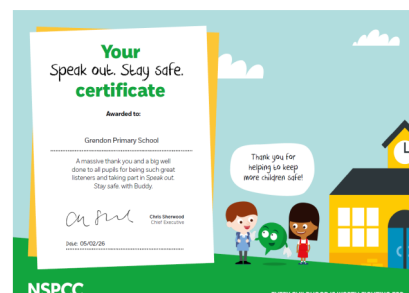 Your
Speak out. Stay safe.
certificate
Awarded to:
Grendon Primary School
A massive thank you and a big well
done to all pupils for being such great
listeners and taking part in Speak out.
Stay safe. with Buddy.
Chris Sherwood
Chief Executive
Date: 05/02/26
Thank you for
helping to keep
more children safe!
NSPCC